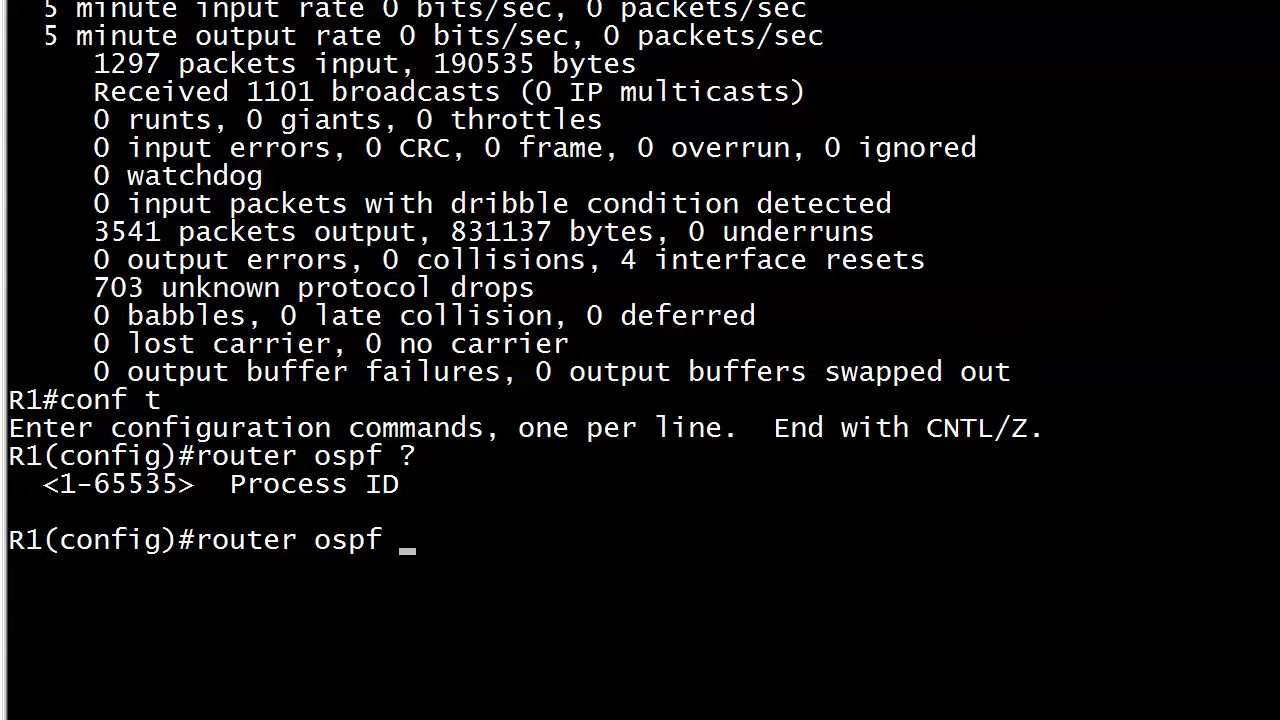 5 minute input rate 0 bits/sec, 0 packets/sec
5 minute output rate 0 bits/sec, 0 packets/sec
1297 packets input, 190535 bytes
Received 1101 broadcasts (0 IP multicasts)
0 runts, 0 giants, 0 throttles
0 input errors, 0 CRC, 0 frame, 0 overrun, 0 ignored
0 watchdog
0 input packets with dribble condition detected
3541 packets output, 831137 bytes, 0 underruns
0 output errors, 0 collisions, 4 interface resets
703 unknown protocol drops
0 babbles, 0 late collision, 0 deferred
0 lost carrier, 0 no carrier
0 output buffer failures, 0 output buffers swapped out
R1#conf t
Enter configuration commands, one per line.  End with CNTL/Z.
R1(config)#router ospf ?
<1-65535>  Process ID
R1(config)#router ospf _